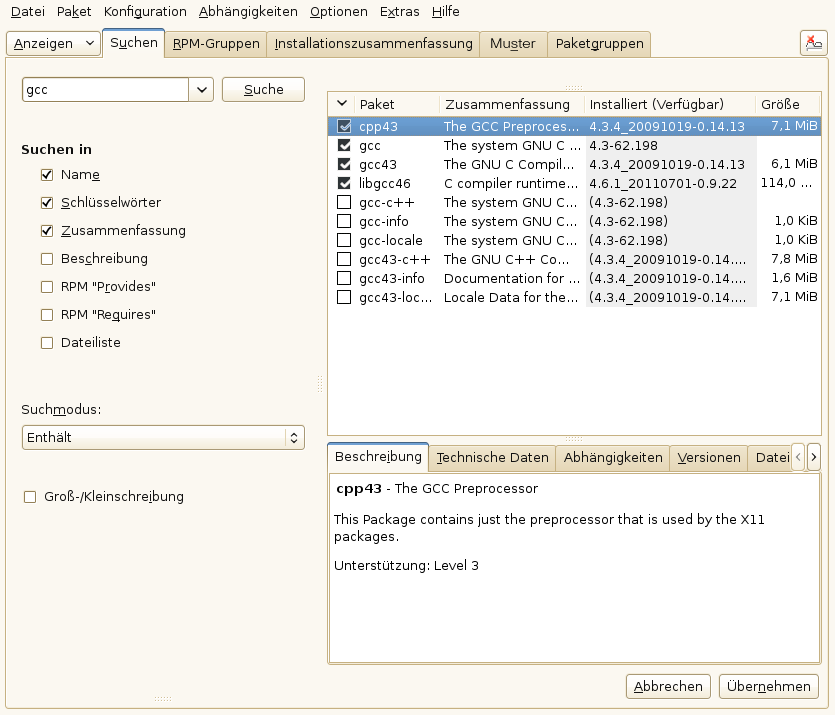 Datei Paket Konfiguration Abhängigkeiten Optionen Extras Hilfe
Anzeigen Suchen RPM-Gruppen Installationszusammenfassung Muster Paketgruppen
gcc Suche
Suchen in
Name
Schlüsselwörter
Zusammenfassung
Beschreibung
RPM "Provides"
RPM "Requires"
Dateiliste
Suchmodus:
Enthält
Groß-/Kleinschreibung
Paket Zusammenfassung Installiert (Verfügbar) Größe
cpp43 The GCC Preproces... 4.3.4_20091019-0.14.13 7,1 MiB
gcc The system GNU C ... 4.3-62.198
gcc43 The GNU C Compil... 4.3.4_20091019-0.14.13 6,1 MiB
libgcc46 C compiler runtime... 4.6.1_20110701-0.9.22 114,0 ...
gcc-c++ The system GNU C... (4.3-62.198)
gcc-info The system GNU C... (4.3-62.198) 1,0 KiB
gcc-locale The system GNU C... (4.3-62.198) 1,0 KiB
gcc43-c++ The GNU C++ Co... (4.3.4_20091019-0.14.... 7,8 MiB
gcc43-info Documentation for ... (4.3.4_20091019-0.14.... 1,6 MiB
gcc43-loc... Locale Data for the... (4.3.4_20091019-0.14.... 7,1 MiB
Beschreibung Technische Daten Abhängigkeiten Versionen Datei
cpp43 - The GCC Preprocessor
This Package contains just the preprocessor that is used by the X11
packages.
Unterstützung: Level 3
Abbrechen Übernehmen